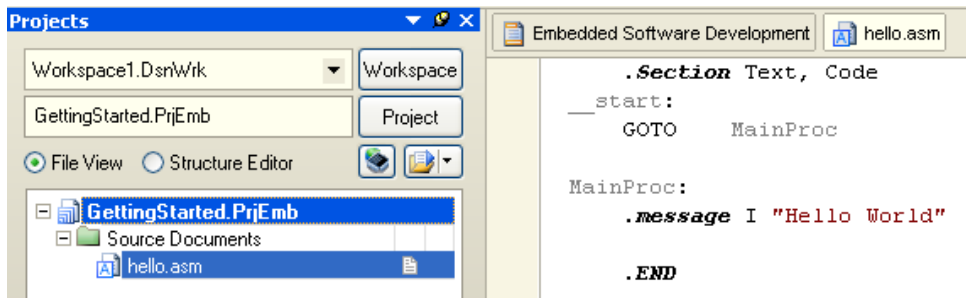 Projects
Workspace1.DsnWrk
Workspace
GettingStarted.PrjEmb
Project
File View
Structure Editor
GettingStarted.PrjEmb
Source Documents
hello.asm
Embedded Software Development
hello.asm
.Section Text, Code
__start:
GOTO MainProc
MainProc:
.message I "Hello World"
.END